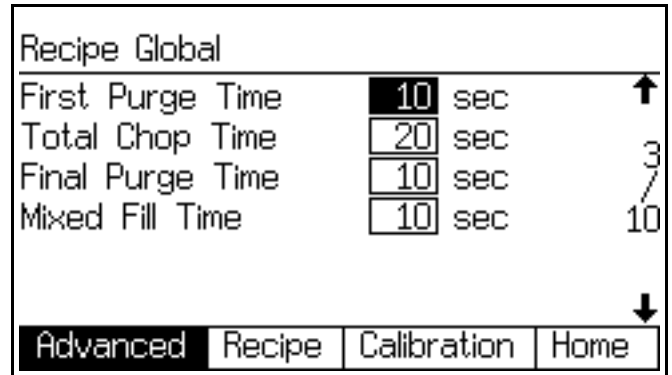 Recipe Global
First Purge Time 10 sec
Total Chop Time 20 sec
Final Purge Time 10 sec
Mixed Fill Time 10 sec
3/10
Advanced Recipe Calibration Home